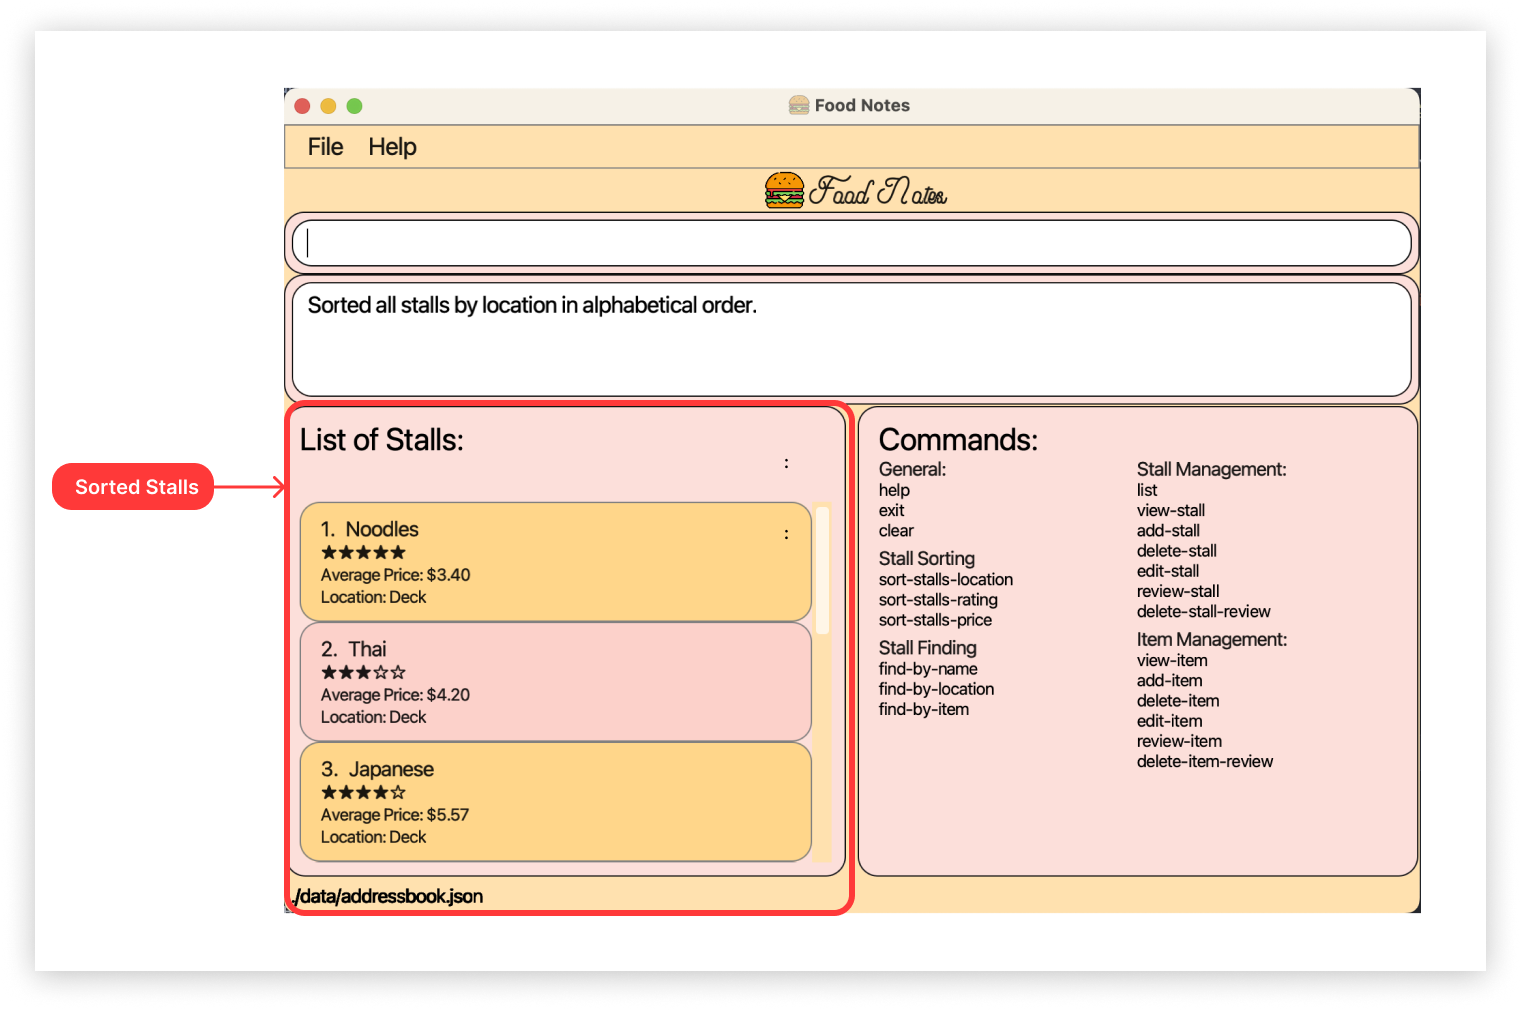 Food Notes
File Help
Food Notes
Sorted all stalls by location in alphabetical order.
Sorted Stalls
List of Stalls:
:
1. Noodles
:
★★★★★
Average Price: $3.40
Location: Deck
2. Thai
★★★☆☆
Average Price: $4.20
Location: Deck
3. Japanese
★★★★☆
Average Price: $5.57
Location: Deck
./data/addressbook.json
Commands:
General:
help
exit
clear
Stall Sorting
sort-stalls-location
sort-stalls-rating
sort-stalls-price
Stall Finding
find-by-name
find-by-location
find-by-item
Stall Management:
list
view-stall
add-stall
delete-stall
edit-stall
review-stall
delete-stall-review
Item Management:
view-item
add-item
delete-item
edit-item
review-item
delete-item-review